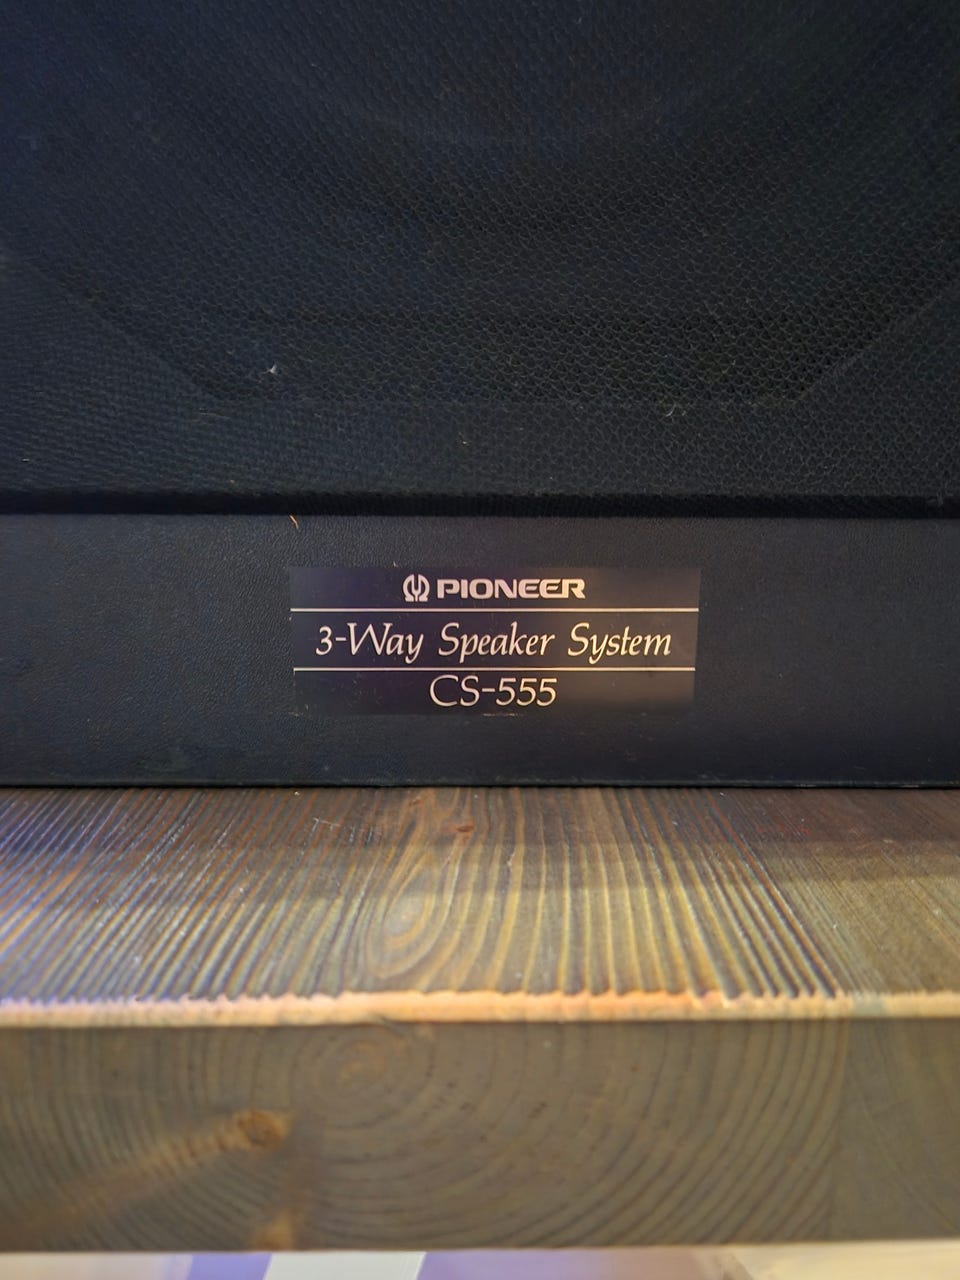 PIONEER
3-Way Speaker System
CS-555